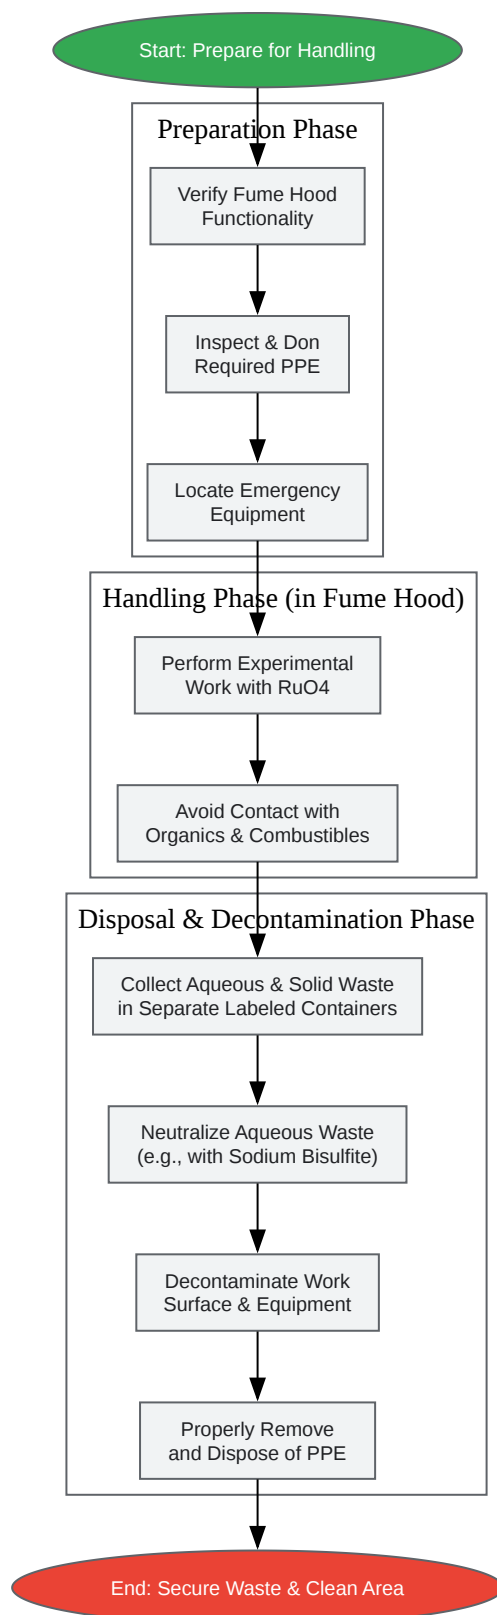 Start: Prepare for Handling
Preparation Phase
Verify Fume Hood
Functionality
Inspect & Don
Required PPE
Locate Emergency
Equipment
Handling Phase (in Fume Hood)
Perform Experimental
Work with RuO4
Avoid Contact with
Organics & Combustibles
Disposal & Decontamination Phase
Collect Aqueous & Solid Waste
in Separate Labeled Containers
Neutralize Aqueous Waste
(e.g., with Sodium Bisulfite)
Decontaminate Work
Surface & Equipment
Properly Remove
and Dispose of PPE
End: Secure Waste & Clean Area